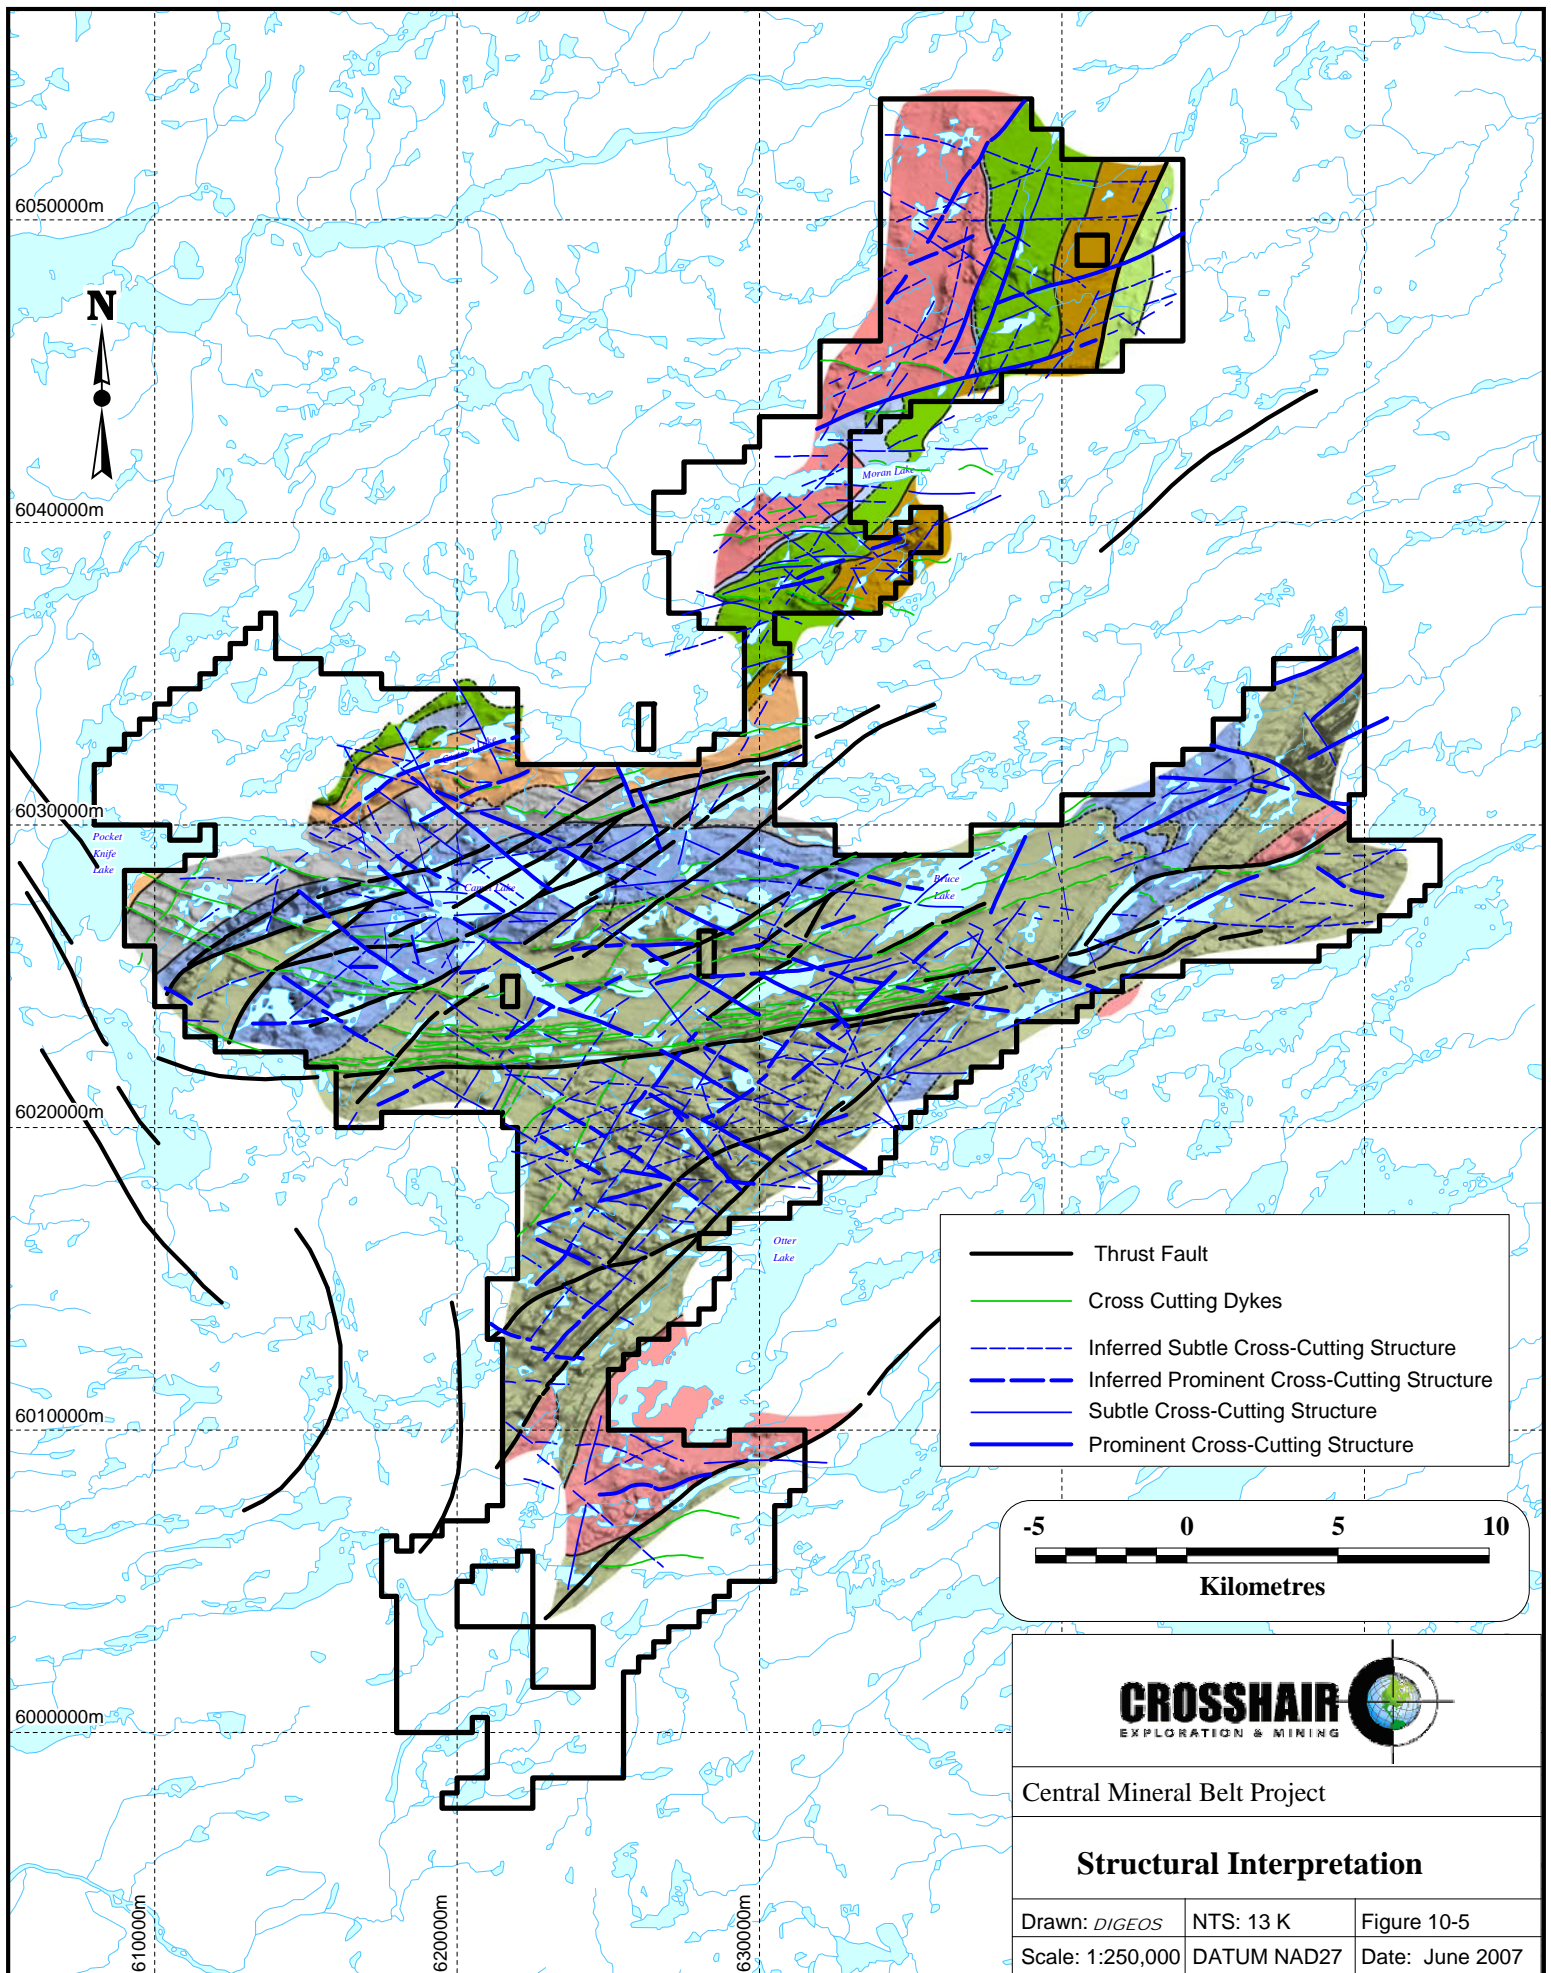 6050000m
N
Moran Lake
6040000m
6030000m
Pocket
Knife
Lake
Bruce
Lake
6020000m
Otter
Lake
Thrust Fault
Cross Cutting Dykes
Inferred Subtle Cross-Cutting Structure
Inferred Prominent Cross-Cutting Structure
Subtle Cross-Cutting Structure
Prominent Cross-Cutting Structure
6010000m
-5 0 5 10
Kilometres
CROSSHAIR
EXPLORATION & MINING
6000000m
Central Mineral Belt Project
Structural Interpretation
610000m
620000m
630000m
Drawn: DIGEOS
NTS: 13 K
Figure 10-5
Scale: 1:250,000
DATUM NAD27
Date: June 2007